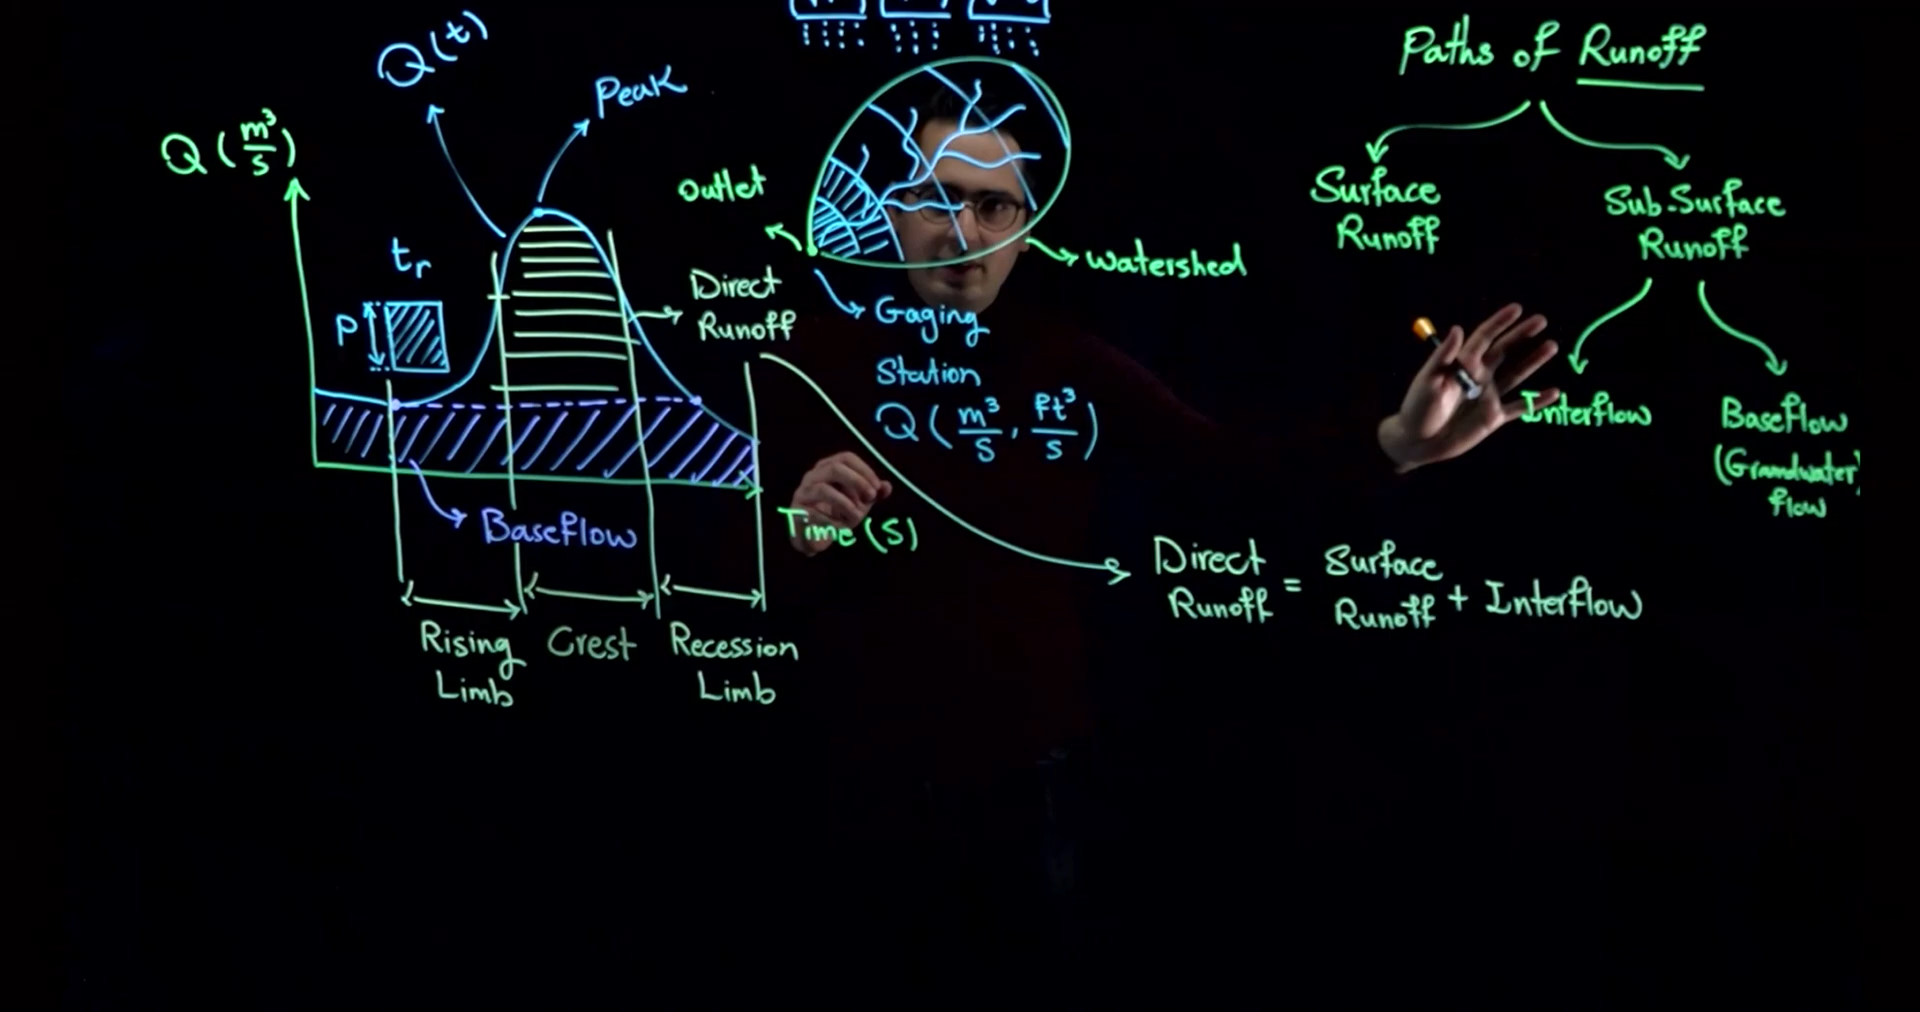 Q(t)
Peak
Q (m³/s)
tr
P
Direct
Runoff
Baseflow
Time (S)
Rising
Limb
Crest
Recession
Limb
Outlet
Watershed
Gaging
Station
Q (m³/s, ft³/s)
Paths of Runoff
Surface
Runoff
Sub-Surface
Runoff
Interflow
Baseflow
(Groundwater)
flow
Direct
Runoff = Surface
Runoff + Interflow